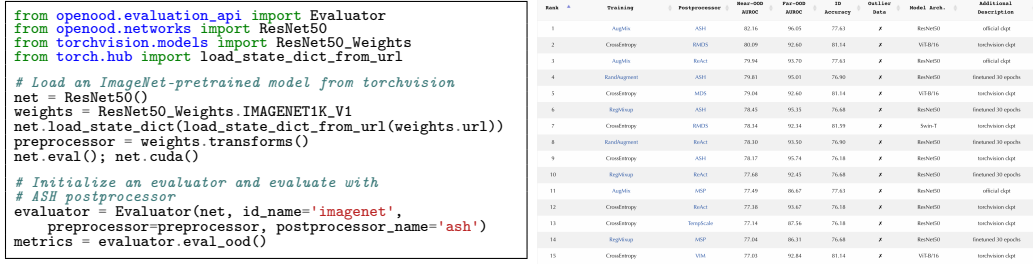 from openood.evaluation_api import Evaluator
from openood.networks import ResNet50
from torchvision.models import ResNet50_Weights
from torch.hub import load_state_dict_from_url
# Load an ImageNet-pretrained model from torchvision
net = ResNet50()
weights = ResNet50_Weights.IMAGENET1K_V1
net.load_state_dict(load_state_dict_from_url(weights.url))
preprocessor = weights.transforms()
net.eval(); net.cuda()
# Initialize an evaluator and evaluate with
# ASH postprocessor
evaluator = Evaluator(net, id_name='imagenet',
preprocessor=preprocessor, postprocessor_name='ash')
metrics = evaluator.eval_ood()
Rank Training Postprocessor Near-OOD AUROC Far-OOD AUROC ID Accuracy Outlier Data Model Arch. Additional Description
1 AugMix ASH 82.16 96.05 77.63 ✗ ResNet50 official ckpt
2 CrossEntropy RMDS 80.09 92.60 81.14 ✗ ViT-B/16 torchvision ckpt
3 AugMix ReAct 79.94 93.70 77.63 ✗ ResNet50 official ckpt
4 RandAugment ASH 79.81 95.01 76.90 ✗ ResNet50 finetuned 30 epochs
5 CrossEntropy MDS 79.04 92.60 81.14 ✗ ViT-B/16 torchvision ckpt
6 RegMixup ASH 78.45 95.35 76.68 ✗ ResNet50 finetuned 30 epochs
7 CrossEntropy RMDS 78.34 92.34 81.59 ✗ Swin-T torchvision ckpt
8 RandAugment ReAct 78.30 93.50 76.90 ✗ ResNet50 finetuned 30 epochs
9 CrossEntropy ASH 78.17 95.74 76.18 ✗ ResNet50 torchvision ckpt
10 RegMixup ReAct 77.68 92.45 76.68 ✗ ResNet50 finetuned 30 epochs
11 AugMix MSP 77.49 86.67 77.63 ✗ ResNet50 official ckpt
12 CrossEntropy ReAct 77.38 93.67 76.18 ✗ ResNet50 torchvision ckpt
13 CrossEntropy TempScale 77.14 87.56 76.18 ✗ ResNet50 torchvision ckpt
14 RegMixup MSP 77.04 86.31 76.68 ✗ ResNet50 finetuned 30 epochs
15 CrossEntropy VIM 77.03 92.84 81.14 ✗ ViT-B/16 torchvision ckpt